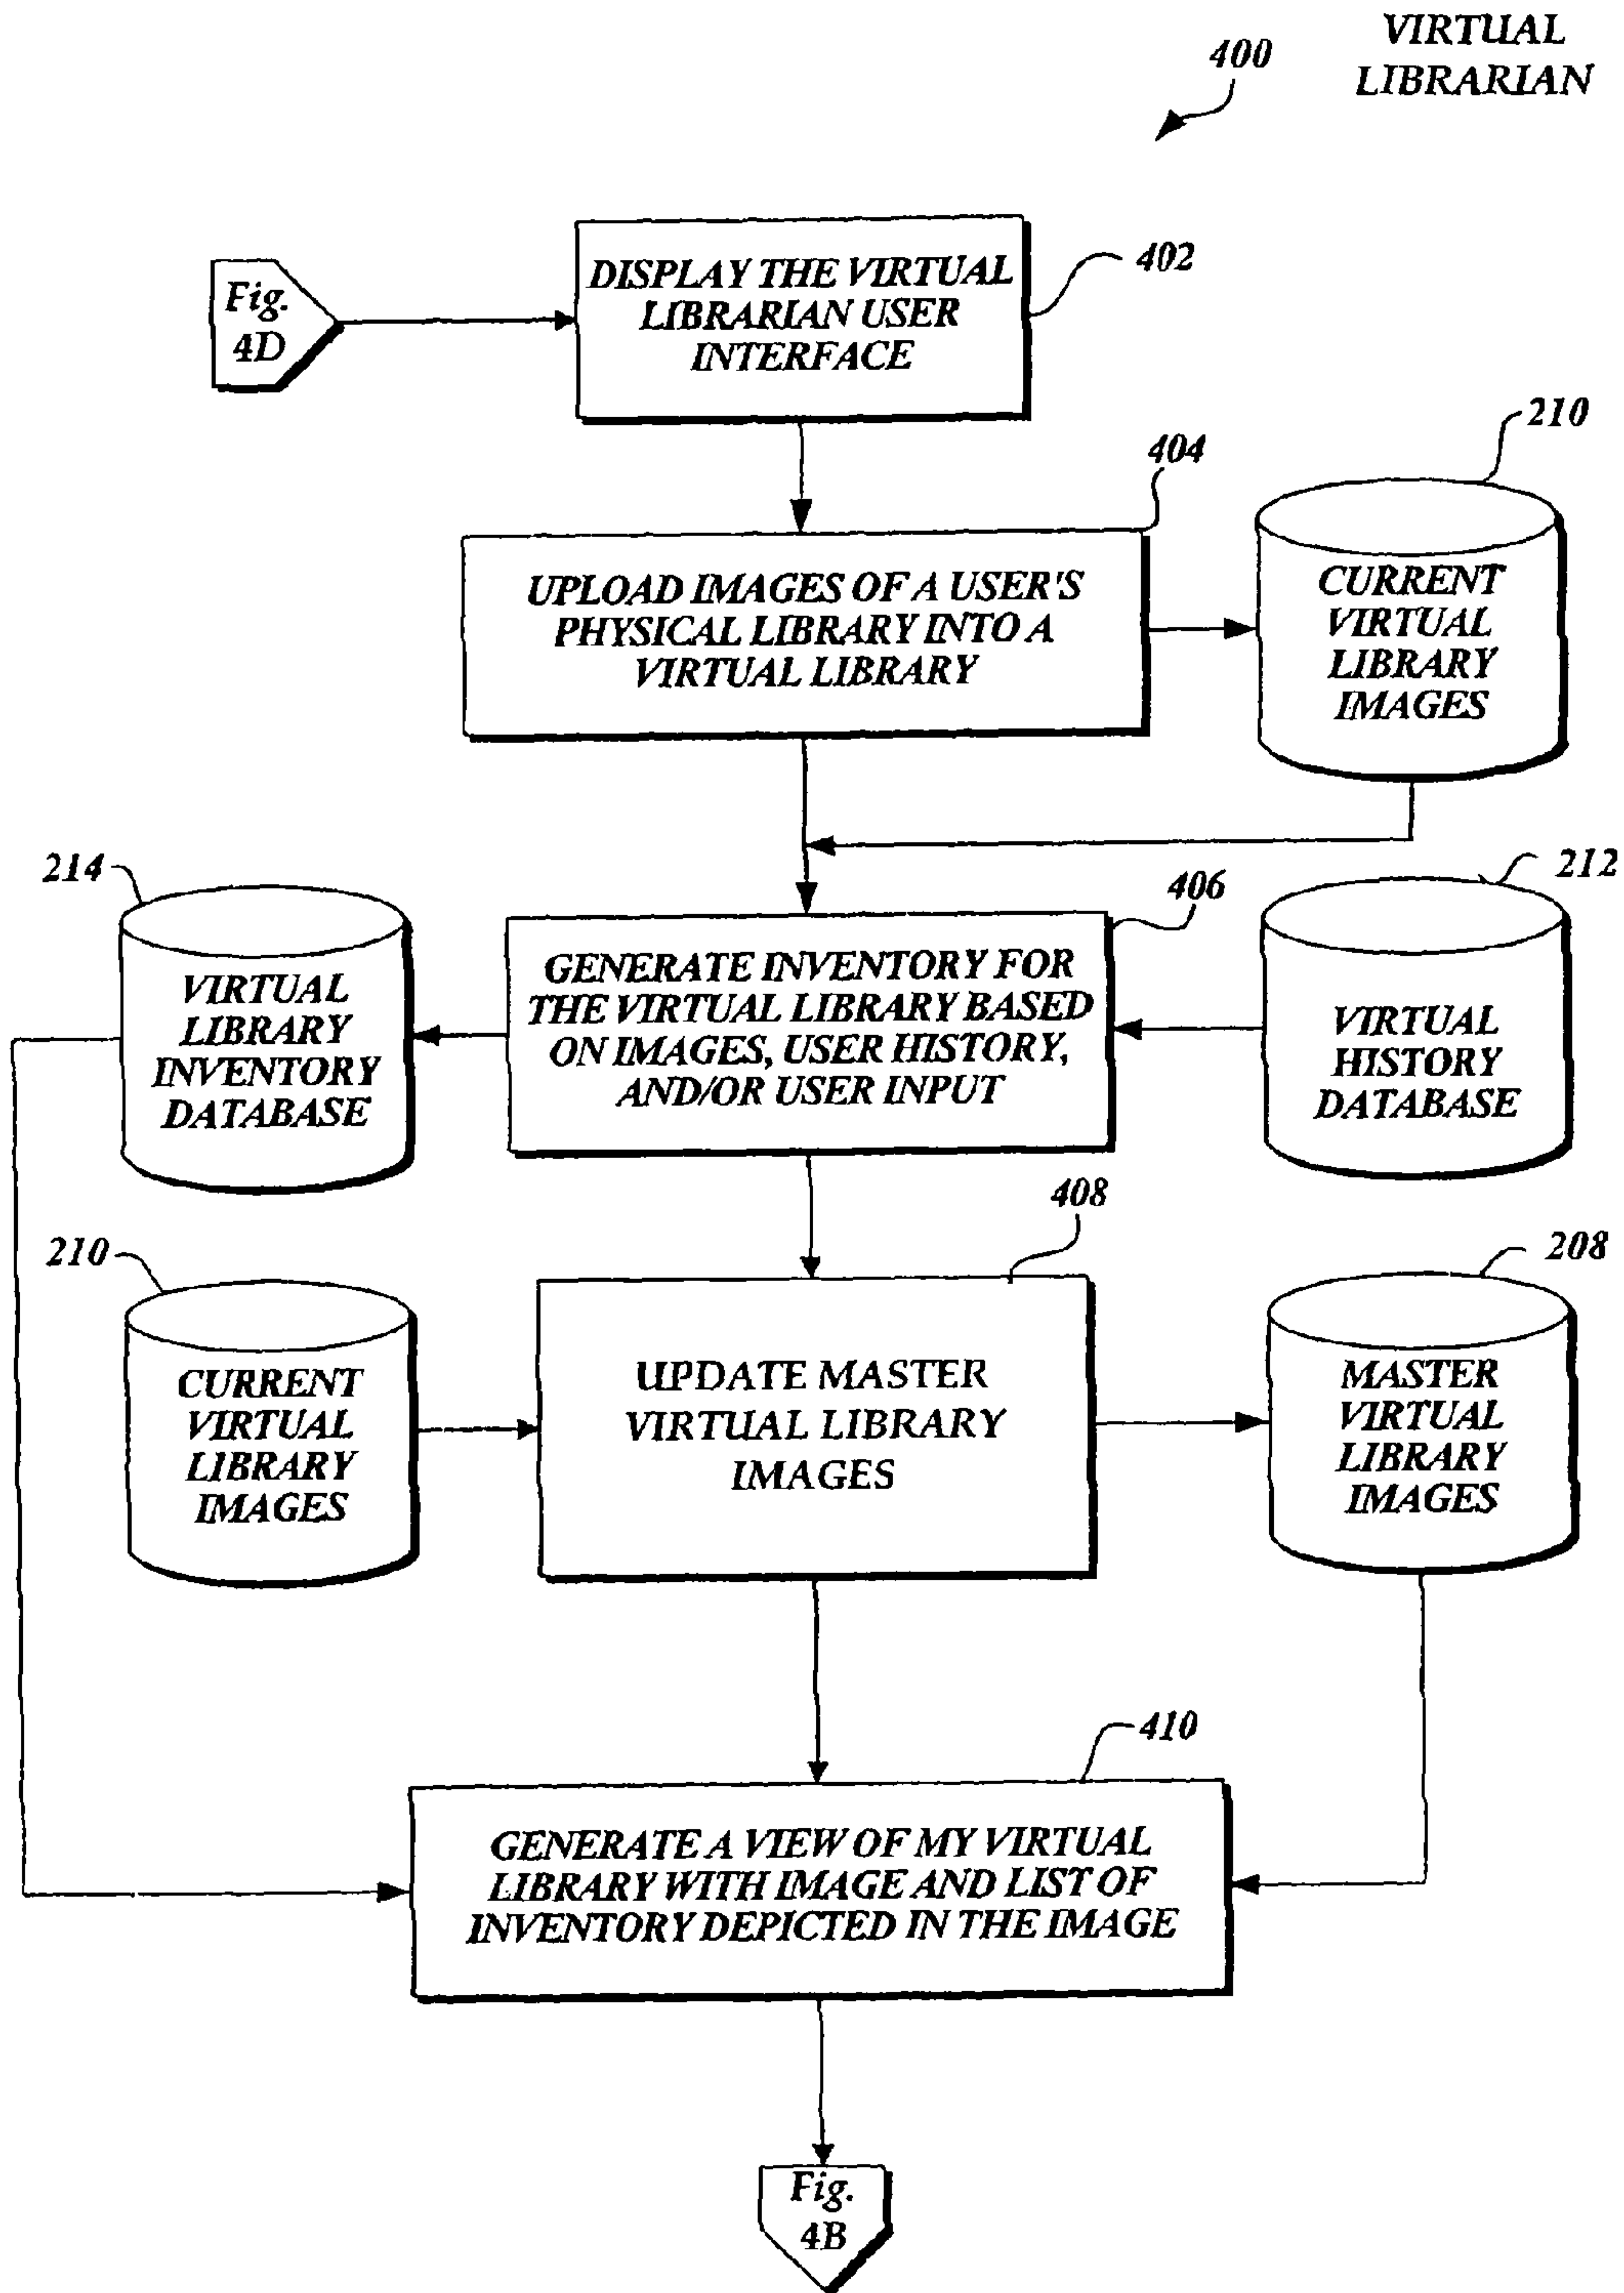 VIRTUAL
LIBRARIAN
400
Fig.
4D
DISPLAY THE VIRTUAL
LIBRARIAN USER
INTERFACE
402
404
UPLOAD IMAGES OF A USER'S
PHYSICAL LIBRARY INTO A
VIRTUAL LIBRARY
210
CURRENT
VIRTUAL
LIBRARY
IMAGES
214
VIRTUAL
LIBRARY
INVENTORY
DATABASE
406
GENERATE INVENTORY FOR
THE VIRTUAL LIBRARY BASED
ON IMAGES, USER HISTORY,
AND/OR USER INPUT
212
VIRTUAL
HISTORY
DATABASE
210
CURRENT
VIRTUAL
LIBRARY
IMAGES
408
UPDATE MASTER
VIRTUAL LIBRARY
IMAGES
208
MASTER
VIRTUAL
LIBRARY
IMAGES
410
GENERATE A VIEW OF MY VIRTUAL
LIBRARY WITH IMAGE AND LIST OF
INVENTORY DEPICTED IN THE IMAGE
Fig.
4B